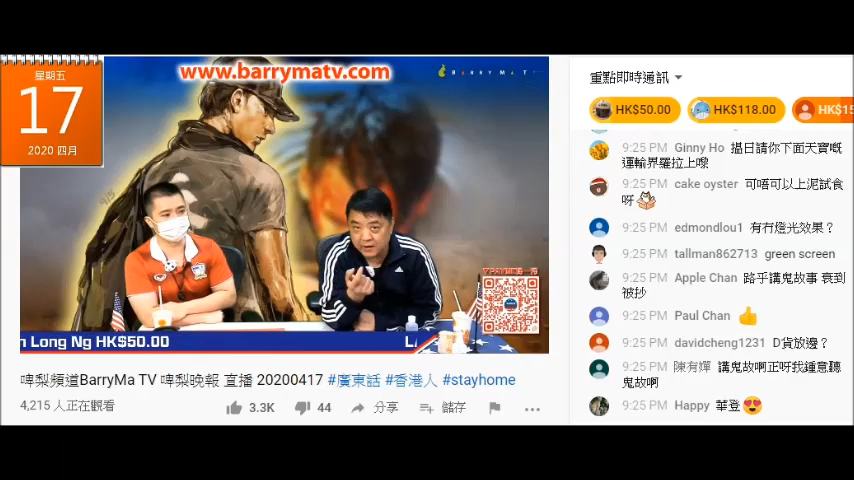 星期五
17
2020 四月
www.barrymatv.com
BARRYMATV
n Long Ng HK$50.00
啤梨頻道BarryMa TV 啤梨晚報 直播 20200417 #廣東話 #香港人 #stayhome
4,215 人正在觀看
3.3K
44
分享
儲存
重點即時通訊
HK$50.00
HK$118.00
HK$15
9:25 PM Ginny Ho 搵日請你下面天寶嘅
運輸界羅拉上嚟
9:25 PM cake oyster 可唔可以上泥試食
呀
9:25 PM edmondlou1 有冇燈光效果？
9:25 PM tallman862713 green screen
9:25 PM Apple Chan 路乎講鬼故事 衰到
被抄
9:25 PM Paul Chan
9:25 PM davidcheng1231 D貨放邊？
9:25 PM 陳有嬋 講鬼故啊正呀我鍾意聽
鬼故啊
9:25 PM Happy 華登